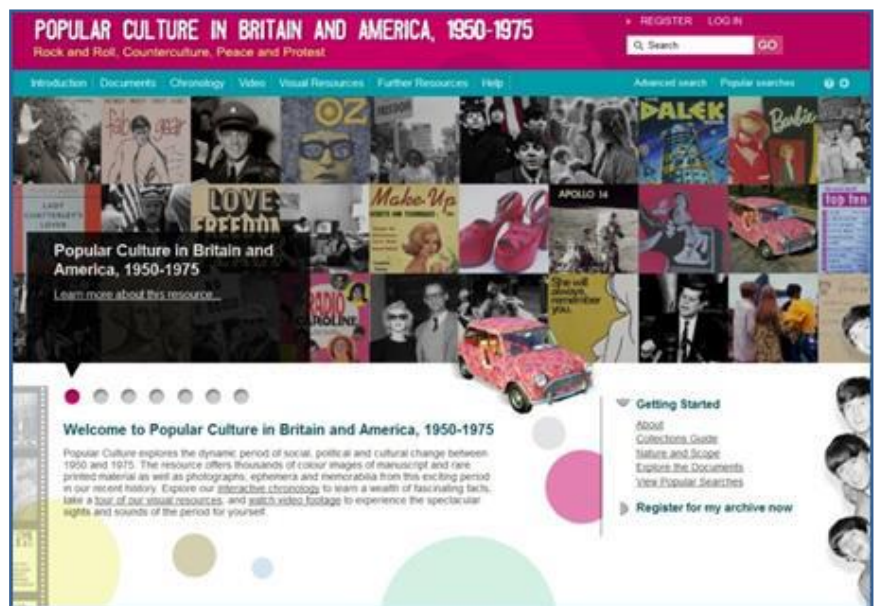 POPULAR CULTURE IN BRITAIN AND AMERICA, 1950-1975
Rock and Roll, Counterculture, Peace and Protest
REGISTER LOG IN
Search GO
Introduction Documents Chronology Video Visual Resources Further Resources Help
Advanced search Popular searches
fab gear
OZ
FREEDOM
DALEK
Barbie
LADY
CHATTERLEY'S
LOVER
LOVE
FREEDOM
Make-Up
APOLLO 14
top ten
Popular Culture in Britain and
America, 1950-1975
Learn more about this resource...
RADIO
CAROLINE
She will
always
remember
you.
Welcome to Popular Culture in Britain and America, 1950-1975
Popular Culture explores the dynamic period of social, political and cultural change between
1950 and 1975. The resource offers thousands of colour images of manuscript and rare
printed material as well as photographs, ephemera and memorabilia from this exciting period
in our recent history. Explore our interactive chronology to learn a wealth of fascinating facts,
take a tour of our visual resources, and watch video footage to experience the spectacular
sights and sounds of the period for yourself.
Getting Started
About
Collections Guide
Nature and Scope
Explore the Documents
View Popular Searches
Register for my archive now